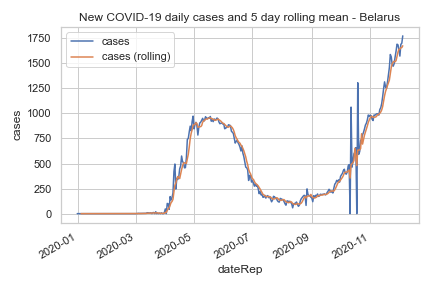 New COVID-19 daily cases and 5 day rolling mean - Belarus
cases
cases (rolling)
1750
1500
1250
1000
750
500
250
0
cases
2020-01
2020-03
2020-05
2020-07
2020-09
2020-11
dateRep